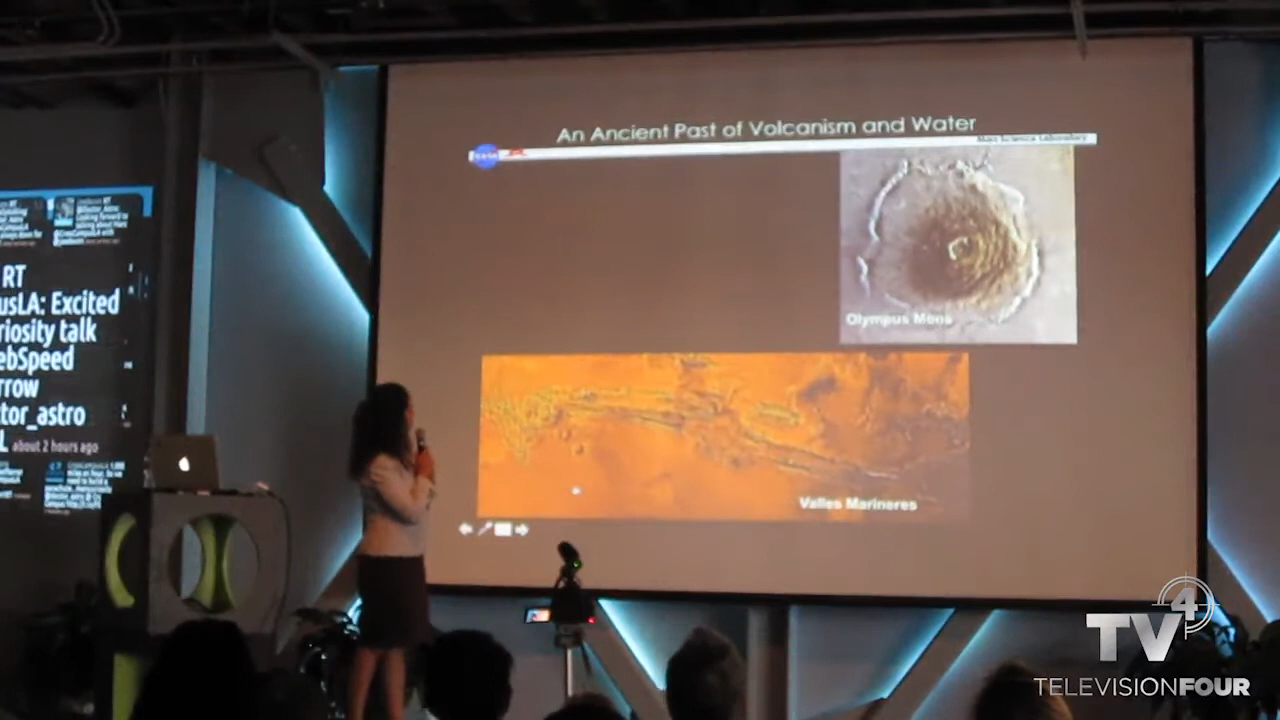 An Ancient Past of Volcanism and Water
Mars Science Laboratory
NASA
Olympus Mons
Valles Marineres
RT
usLA: Excited
riosity talk
ebSpeed
rrow
tor_astro
L about 2 hours ago
TV4
TELEVISIONFOUR